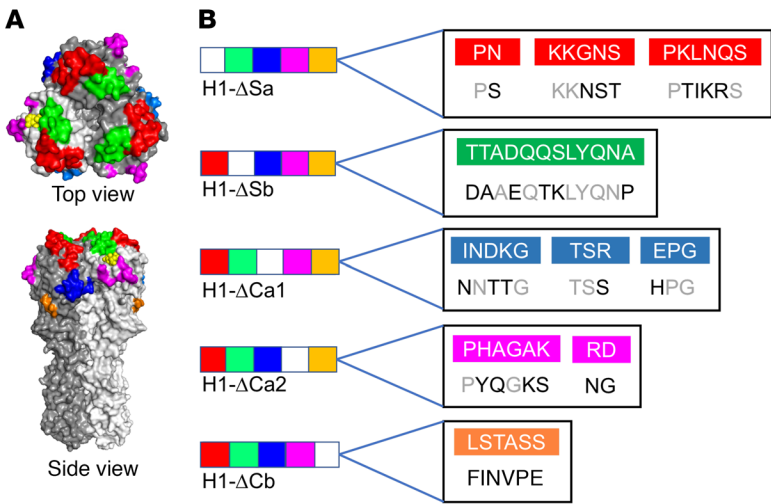 A
B
Top view
Side view
H1-ΔSa
PN KKGNS PKLNQS
PS KKNST PTIKRS
H1-ΔSb
TTADQQSLYQNA
DAAEQTKLYQNP
H1-ΔCa1
INDKG TSR EPG
NNTTG TSS HPG
H1-ΔCa2
PHAGAK RD
PYQGKS NG
H1-ΔCb
LSTASS
FINVPE